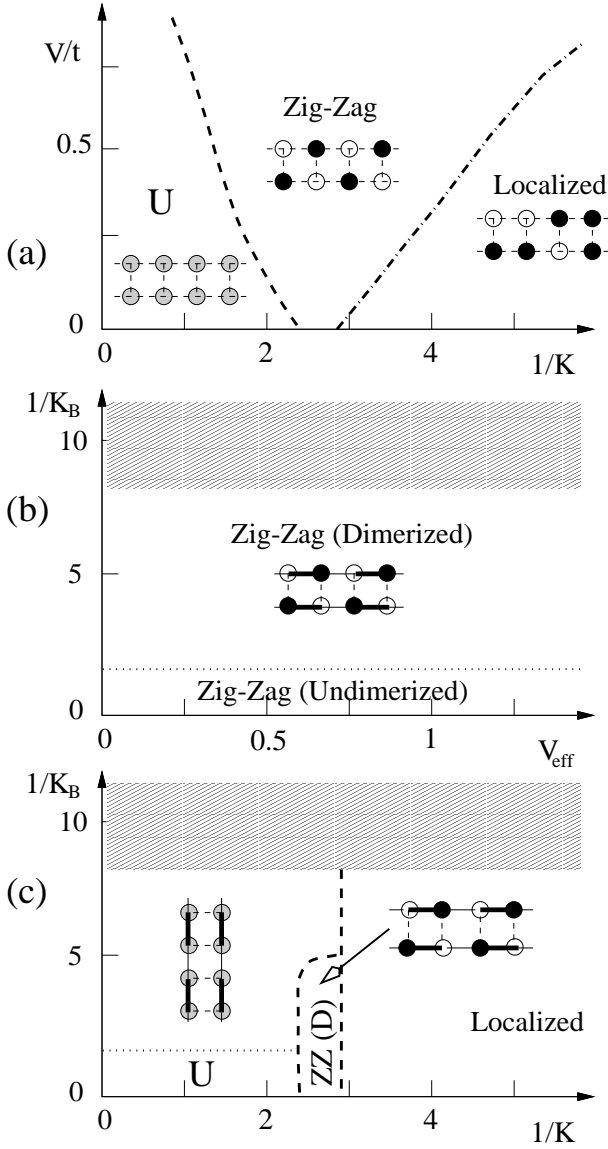 V/t
Zig-Zag
0.5
Localized
U
(a)
0
0 2 4 1/K
1/K_B
10
(b)
Zig-Zag (Dimerized)
5
Zig-Zag (Undimerized)
0
0 0.5 1 V_eff
1/K_B
10
(c)
5
ZZ (D)
Localized
U
0
0 2 4 1/K